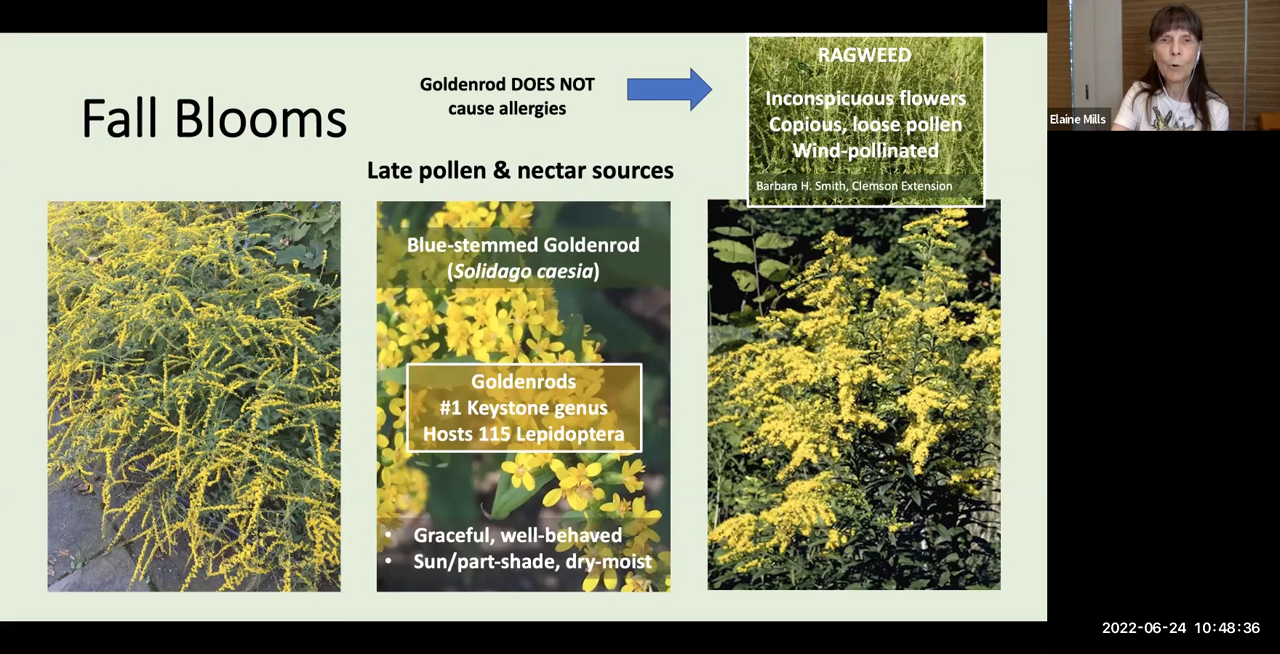 Fall Blooms
Goldenrod DOES NOT
cause allergies
RAGWEED
Inconspicuous flowers
Copious, loose pollen
Wind-pollinated
Barbara H. Smith, Clemson Extension
Elaine Mills
Late pollen & nectar sources
Blue-stemmed Goldenrod
(Solidago caesia)
Goldenrods
#1 Keystone genus
Hosts 115 Lepidoptera
• Graceful, well-behaved
• Sun/part-shade, dry-moist
2022-06-24 10:48:36